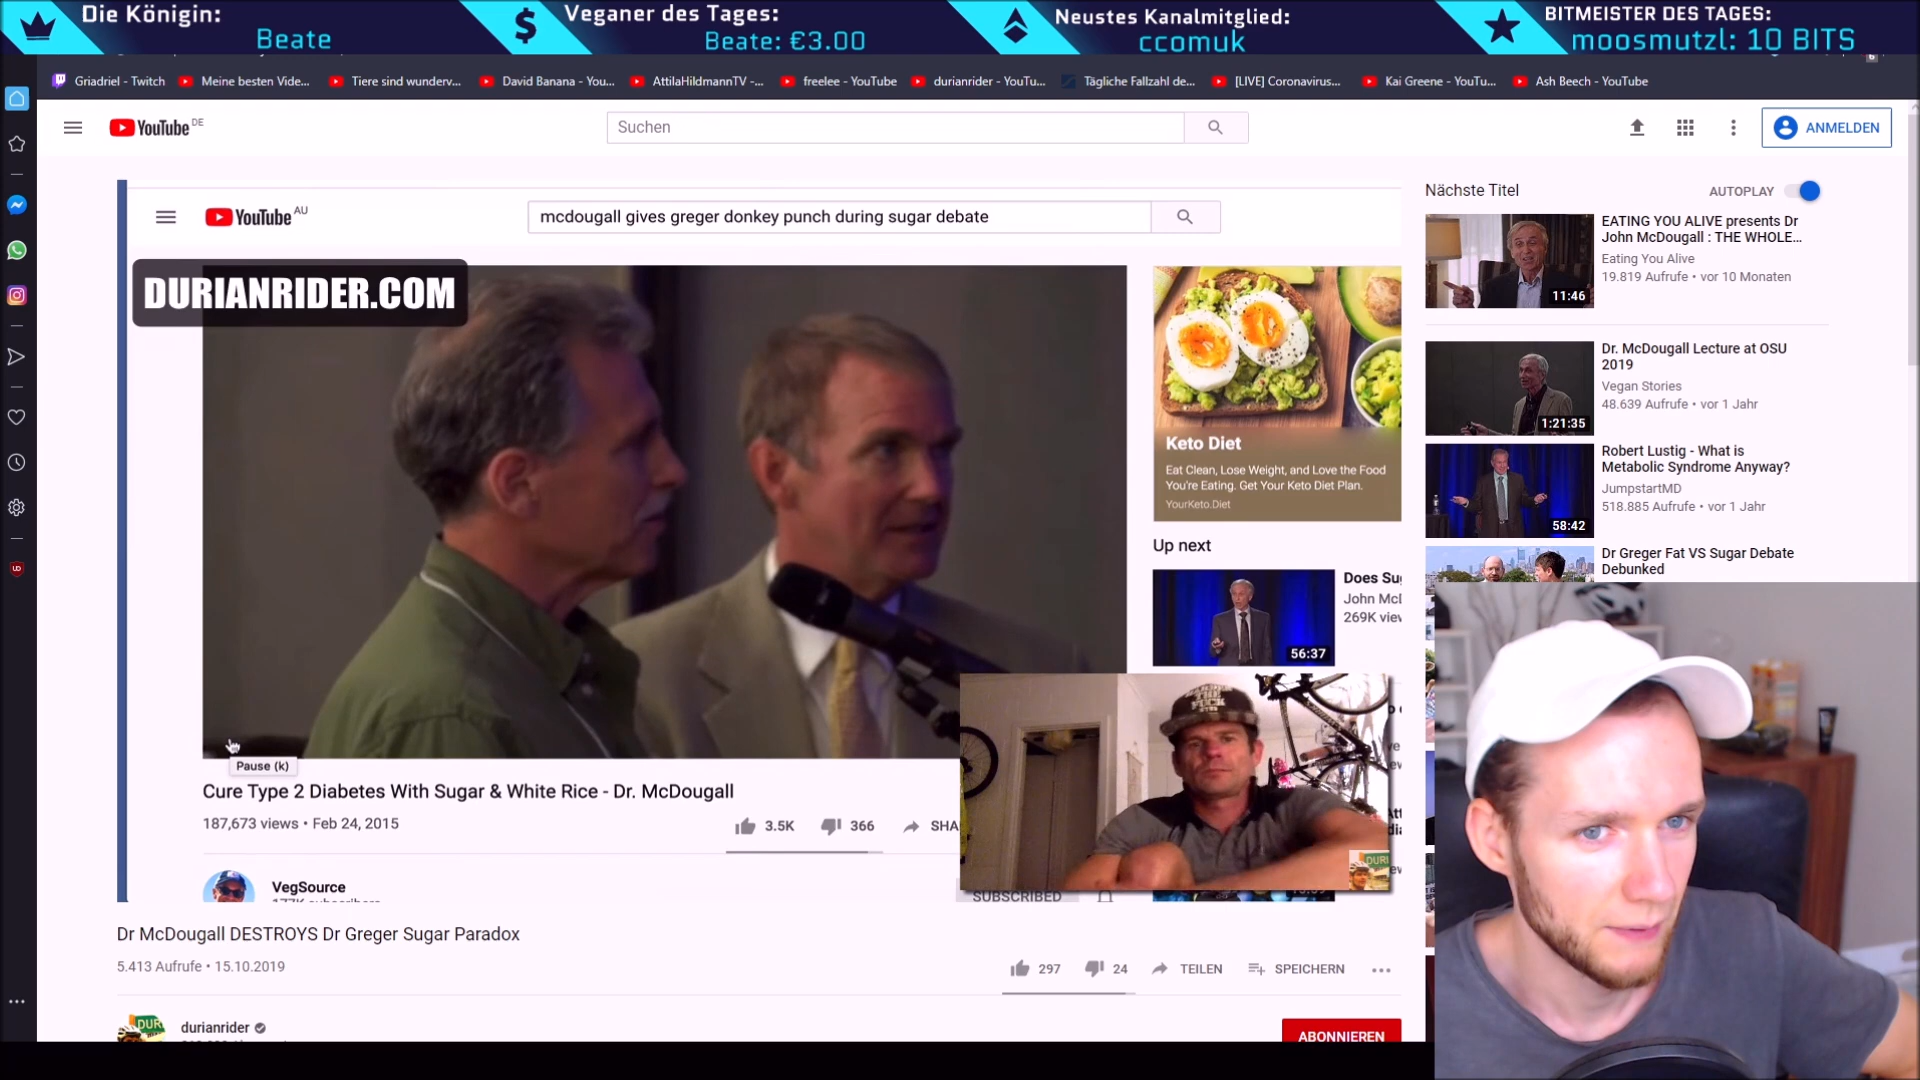 Die Königin:
Beate
Veganer des Tages:
Beate: €3.00
Neustes Kanalmitglied:
ccomuk
BITMEISTER DES TAGES:
moosmutzl: 10 BITS
Griadriel - Twitch
Meine besten Vide...
Tiere sind wunderv...
David Banana - You...
AttilaHildmannTV -...
freelee - YouTube
durianrider - YouTu...
Tägliche Fallzahl de...
[LIVE] Coronavirus...
Kai Greene - YouTu...
Ash Beech - YouTube
YouTube DE
Suchen
ANMELDEN
YouTube AU
mcdougall gives greger donkey punch during sugar debate
DURIANRIDER.COM
Keto Diet
Eat Clean, Lose Weight, and Love the Food
You're Eating. Get Your Keto Diet Plan.
YourKeto.Diet
Up next
Does Su
John McD
269K view
56:37
Pause (k)
Cure Type 2 Diabetes With Sugar & White Rice - Dr. McDougall
187,673 views • Feb 24, 2015
3.5K
366
SHA
VegSource
SUBSCRIBED
DURI
Dr McDougall DESTROYS Dr Greger Sugar Paradox
5.413 Aufrufe • 15.10.2019
297
24
TEILEN
SPEICHERN
durianrider
ABONNIEREN
Nächste Titel
AUTOPLAY
EATING YOU ALIVE presents Dr
John McDougall : THE WHOLE...
Eating You Alive
19.819 Aufrufe • vor 10 Monaten
11:46
Dr. McDougall Lecture at OSU
2019
Vegan Stories
48.639 Aufrufe • vor 1 Jahr
1:21:35
Robert Lustig - What is
Metabolic Syndrome Anyway?
JumpstartMD
518.885 Aufrufe • vor 1 Jahr
58:42
Dr Greger Fat VS Sugar Debate
Debunked